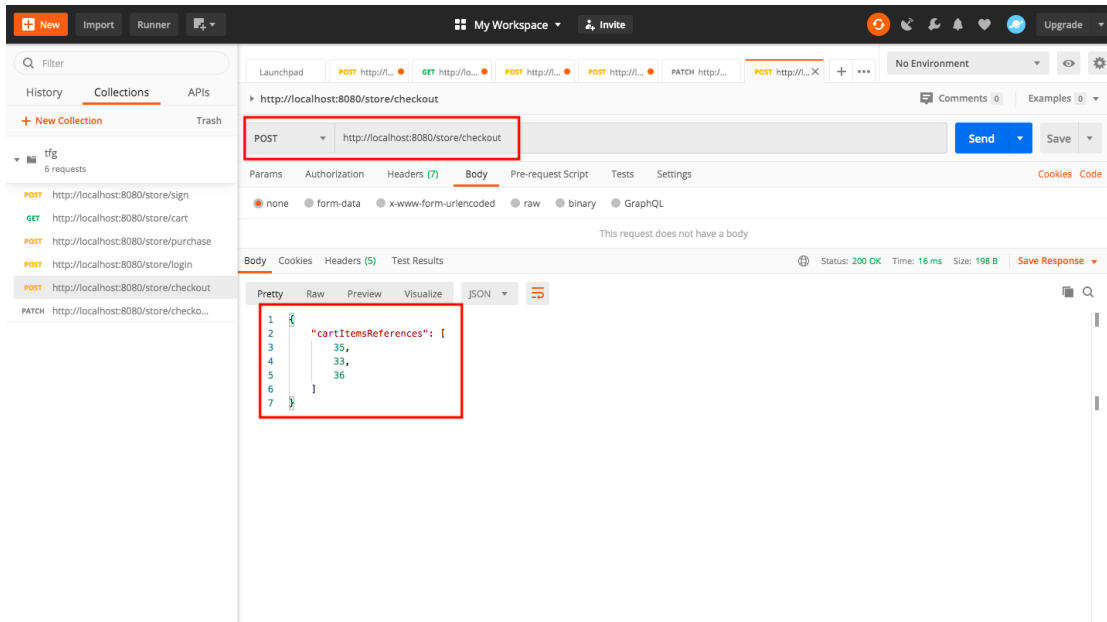 New Import Runner My Workspace Invite Upgrade
Filter
History Collections APIs
+ New Collection Trash
tfg
6 requests
POST http://localhost:8080/store/sign
GET http://localhost:8080/store/cart
POST http://localhost:8080/store/purchase
POST http://localhost:8080/store/login
POST http://localhost:8080/store/checkout
PATCH http://localhost:8080/store/checko...
Launchpad POST http://l... GET http://lo... POST http://l... POST http://l... PATCH http:/... POST http://l... X + ••• No Environment
http://localhost:8080/store/checkout Comments 0 Examples 0
POST http://localhost:8080/store/checkout Send Save
Params Authorization Headers (7) Body Pre-request Script Tests Settings Cookies Code
none form-data x-www-form-urlencoded raw binary GraphQL
This request does not have a body
Body Cookies Headers (5) Test Results Status: 200 OK Time: 16 ms Size: 198 B Save Response
Pretty Raw Preview Visualize JSON
1 {
2 "cartItemsReferences": [
3 35,
4 33,
5 36
6 ]
7 }